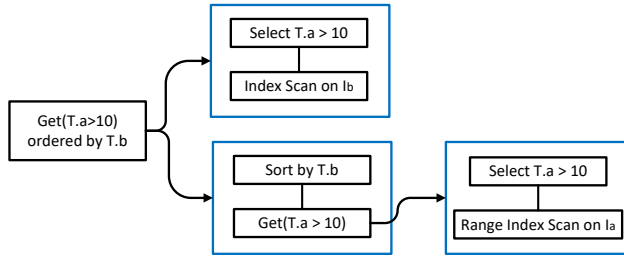 Select T.a > 10
Index Scan on Ib
Get(T.a>10)
ordered by T.b
Sort by T.b
Get(T.a > 10)
Select T.a > 10
Range Index Scan on Ia